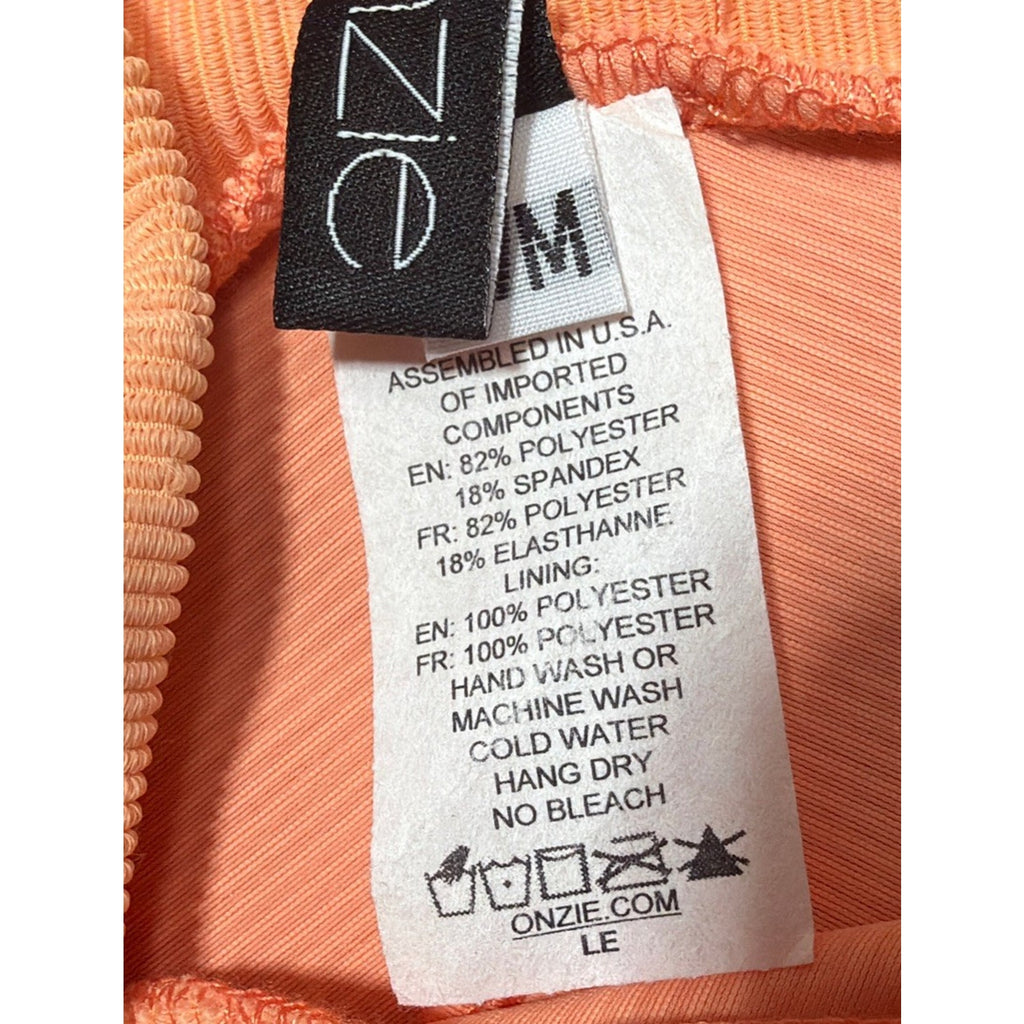 nzie
M
ASSEMBLED IN U.S.A.
OF IMPORTED
COMPONENTS
EN: 82% POLYESTER
18% SPANDEX
FR: 82% POLYESTER
18% ELASTHANNE
LINING:
EN: 100% POLYESTER
FR: 100% POLYESTER
HAND WASH OR
MACHINE WASH
COLD WATER
HANG DRY
NO BLEACH
ONZIE.COM
LE